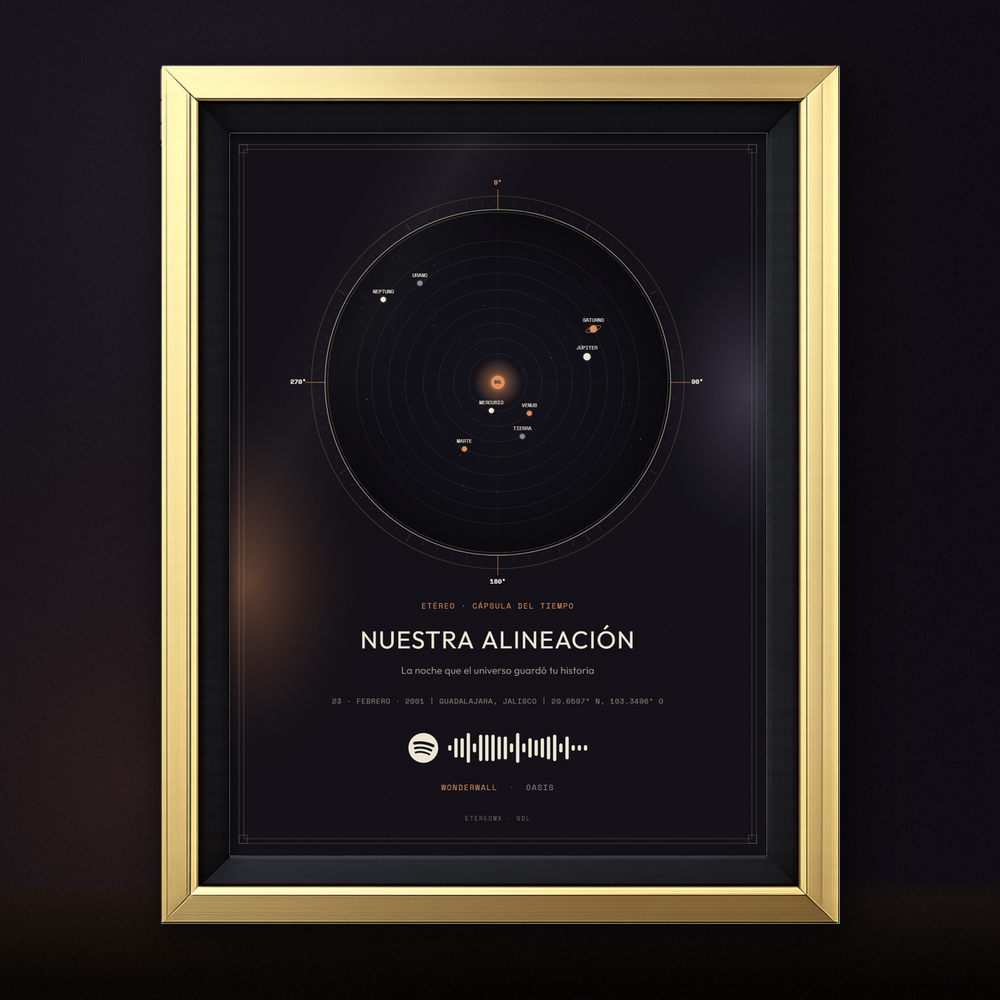 0°
URANO
NEPTUNO
SATURNO
JÚPITER
270°
SOL
90°
MERCURIO
VENUS
TIERRA
MARTE
180°
ETÉREO · CÁPSULA DEL TIEMPO
NUESTRA ALINEACIÓN
La noche que el universo guardó tu historia
23 · FEBRERO · 2001 | GUADALAJARA, JALISCO | 20.6597° N, 103.3496° O
WONDERWALL · OASIS
ETEREOMX · GDL